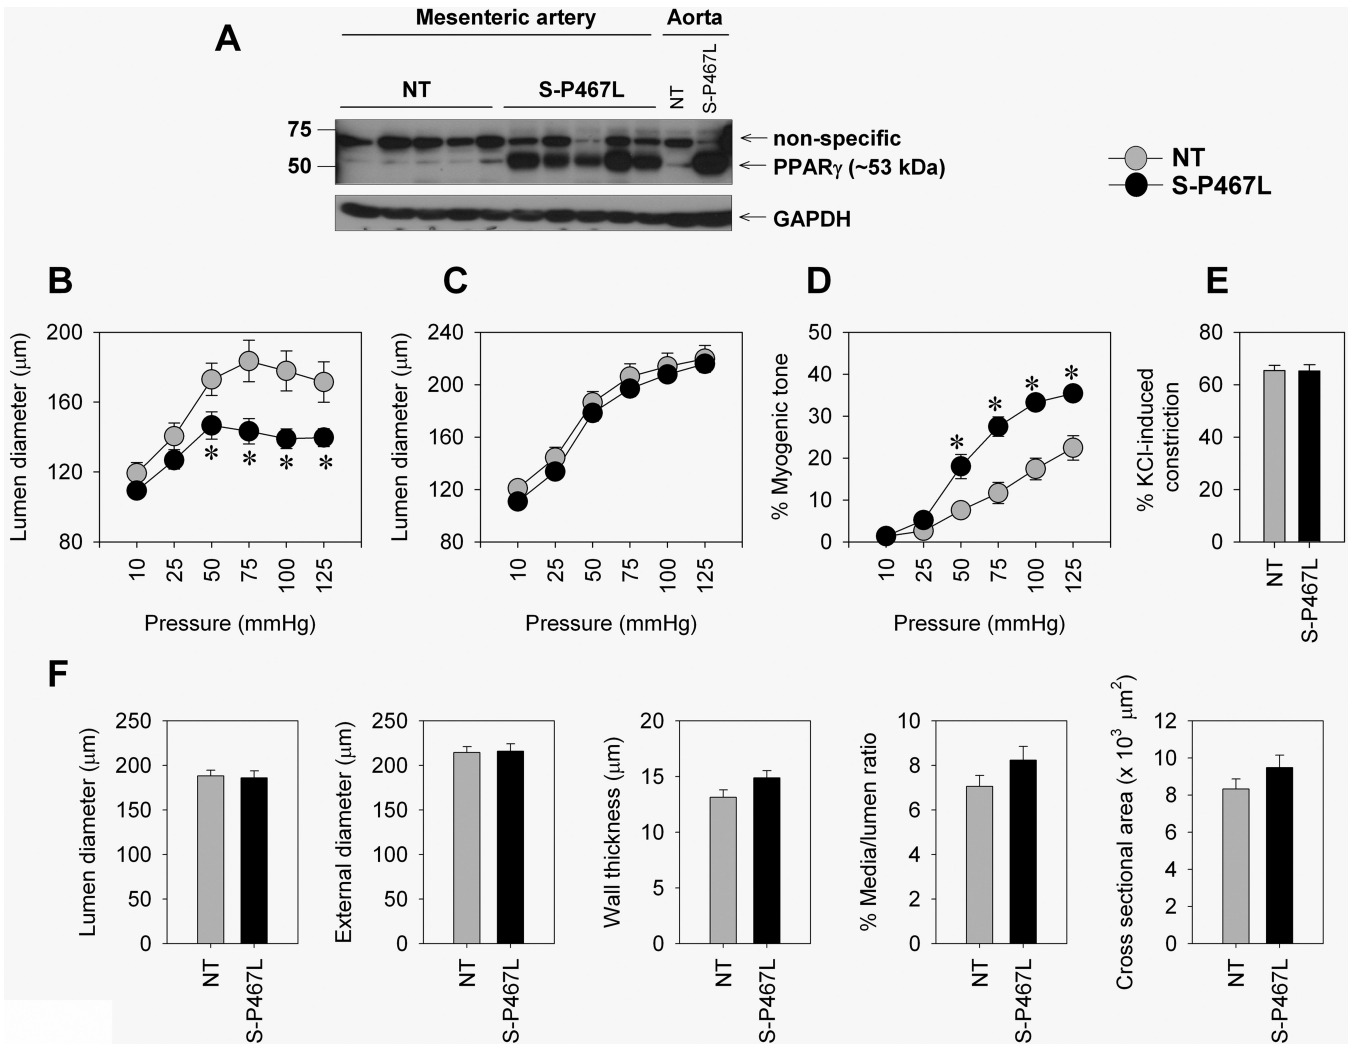 A
Mesenteric artery
Aorta
NT
S-P467L
NT
S-P467L
75
50
non-specific
PPARγ (~53 kDa)
GAPDH
NT
S-P467L
B
Lumen diameter (μm)
200
160
120
80
* * * *
10 25 50 75 100 125
Pressure (mmHg)
C
Lumen diameter (μm)
240
200
160
120
80
10 25 50 75 100 125
Pressure (mmHg)
D
% Myogenic tone
50
40
30
20
10
0
* * * *
10 25 50 75 100 125
Pressure (mmHg)
E
% KCl-induced
constriction
80
60
40
20
0
NT
S-P467L
F
Lumen diameter (μm)
250
200
150
100
50
0
NT
S-P467L
External diameter (μm)
250
200
150
100
50
0
NT
S-P467L
Wall thickness (μm)
20
15
10
5
0
NT
S-P467L
% Media/lumen ratio
10
8
6
4
2
0
NT
S-P467L
Cross sectional area (x 10³ μm²)
12
10
8
6
4
2
0
NT
S-P467L